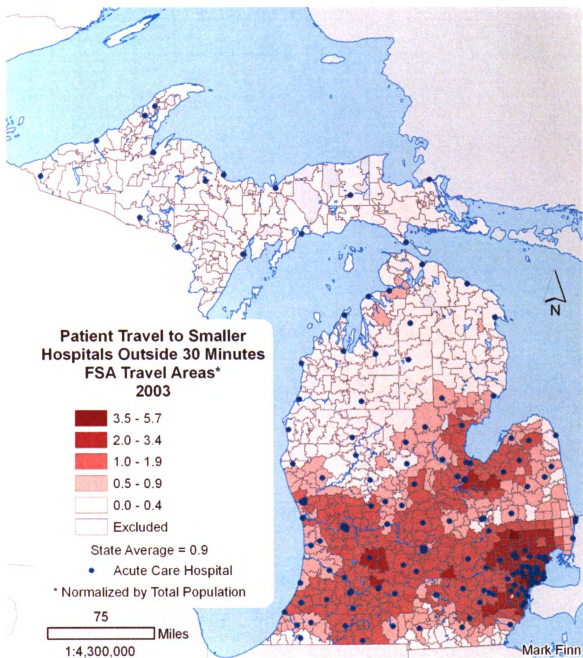 N
Patient Travel to Smaller
Hospitals Outside 30 Minutes
FSA Travel Areas*
2003
3.5 - 5.7
2.0 - 3.4
1.0 - 1.9
0.5 - 0.9
0.0 - 0.4
Excluded
State Average = 0.9
Acute Care Hospital
* Normalized by Total Population
75
Miles
1:4,300,000
Mark Finn